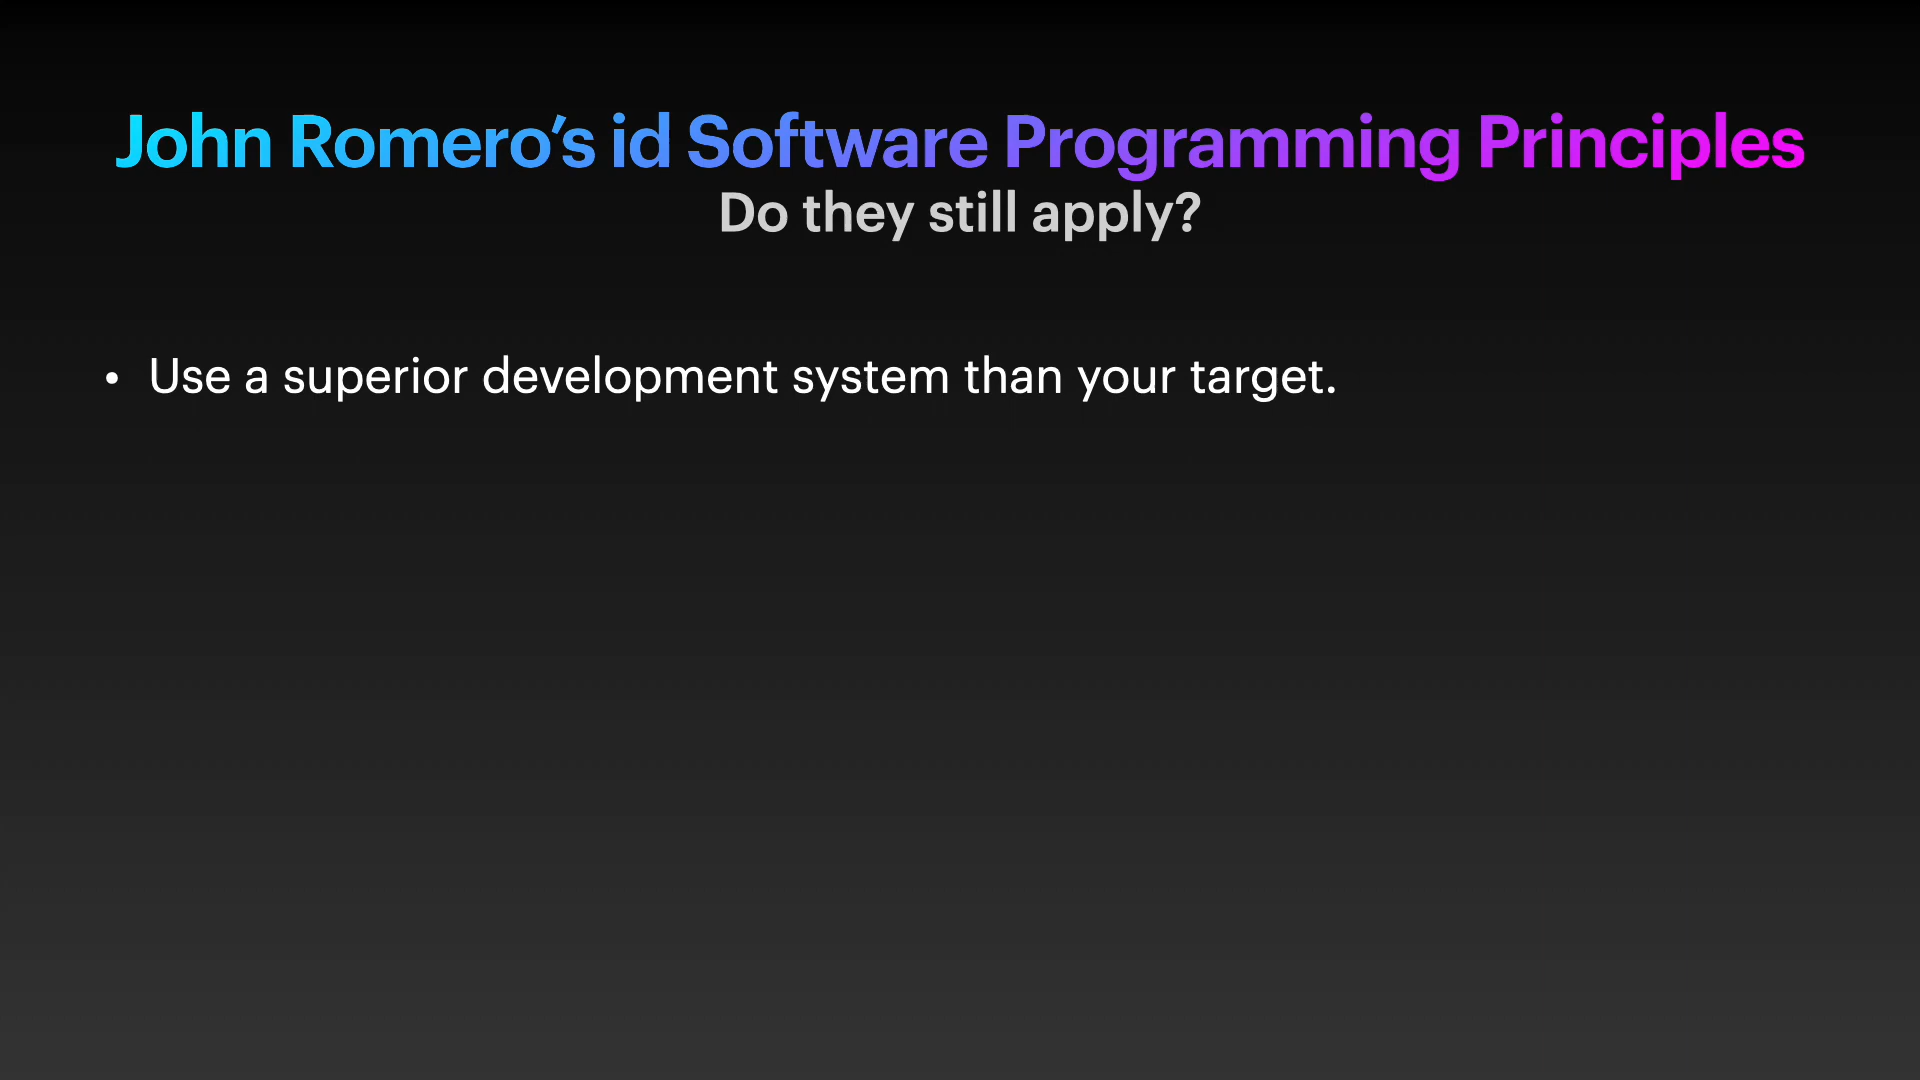 John Romero’s id Software Programming Principles
Do they still apply?
• Use a superior development system than your target.